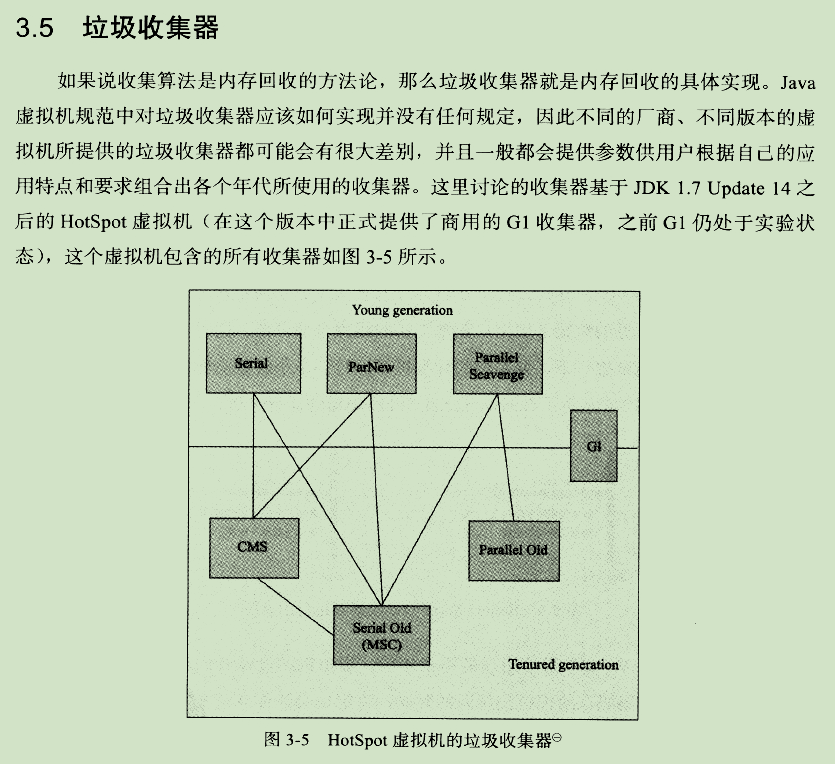 3.5 垃圾收集器
如果说收集算法是内存回收的方法论，那么垃圾收集器就是内存回收的具体实现。Java
虚拟机规范中对垃圾收集器应该如何实现并没有任何规定，因此不同的厂商、不同版本的虚
拟机所提供的垃圾收集器都可能会有很大差别，并且一般都会提供参数供用户根据自己的应
用特点和要求组合出各个年代所使用的收集器。这里讨论的收集器基于 JDK 1.7 Update 14 之
后的 HotSpot 虚拟机（在这个版本中正式提供了商用的 G1 收集器，之前 G1 仍处于实验状
态），这个虚拟机包含的所有收集器如图 3-5 所示。
Young generation
Serial
ParNew
Parallel
Scavenge
G1
CMS
Parallel Old
Serial Old
(MSC)
Tenured generation
图 3-5 HotSpot 虚拟机的垃圾收集器㊀